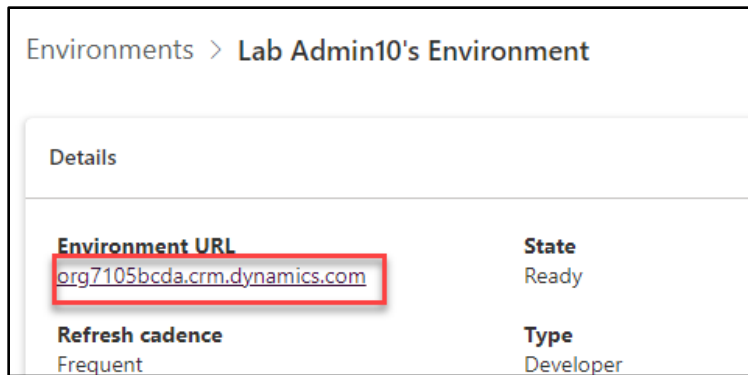 Environments > Lab Admin10's Environment
Details
Environment URL
org7105bcda.crm.dynamics.com
State
Ready
Refresh cadence
Frequent
Type
Developer